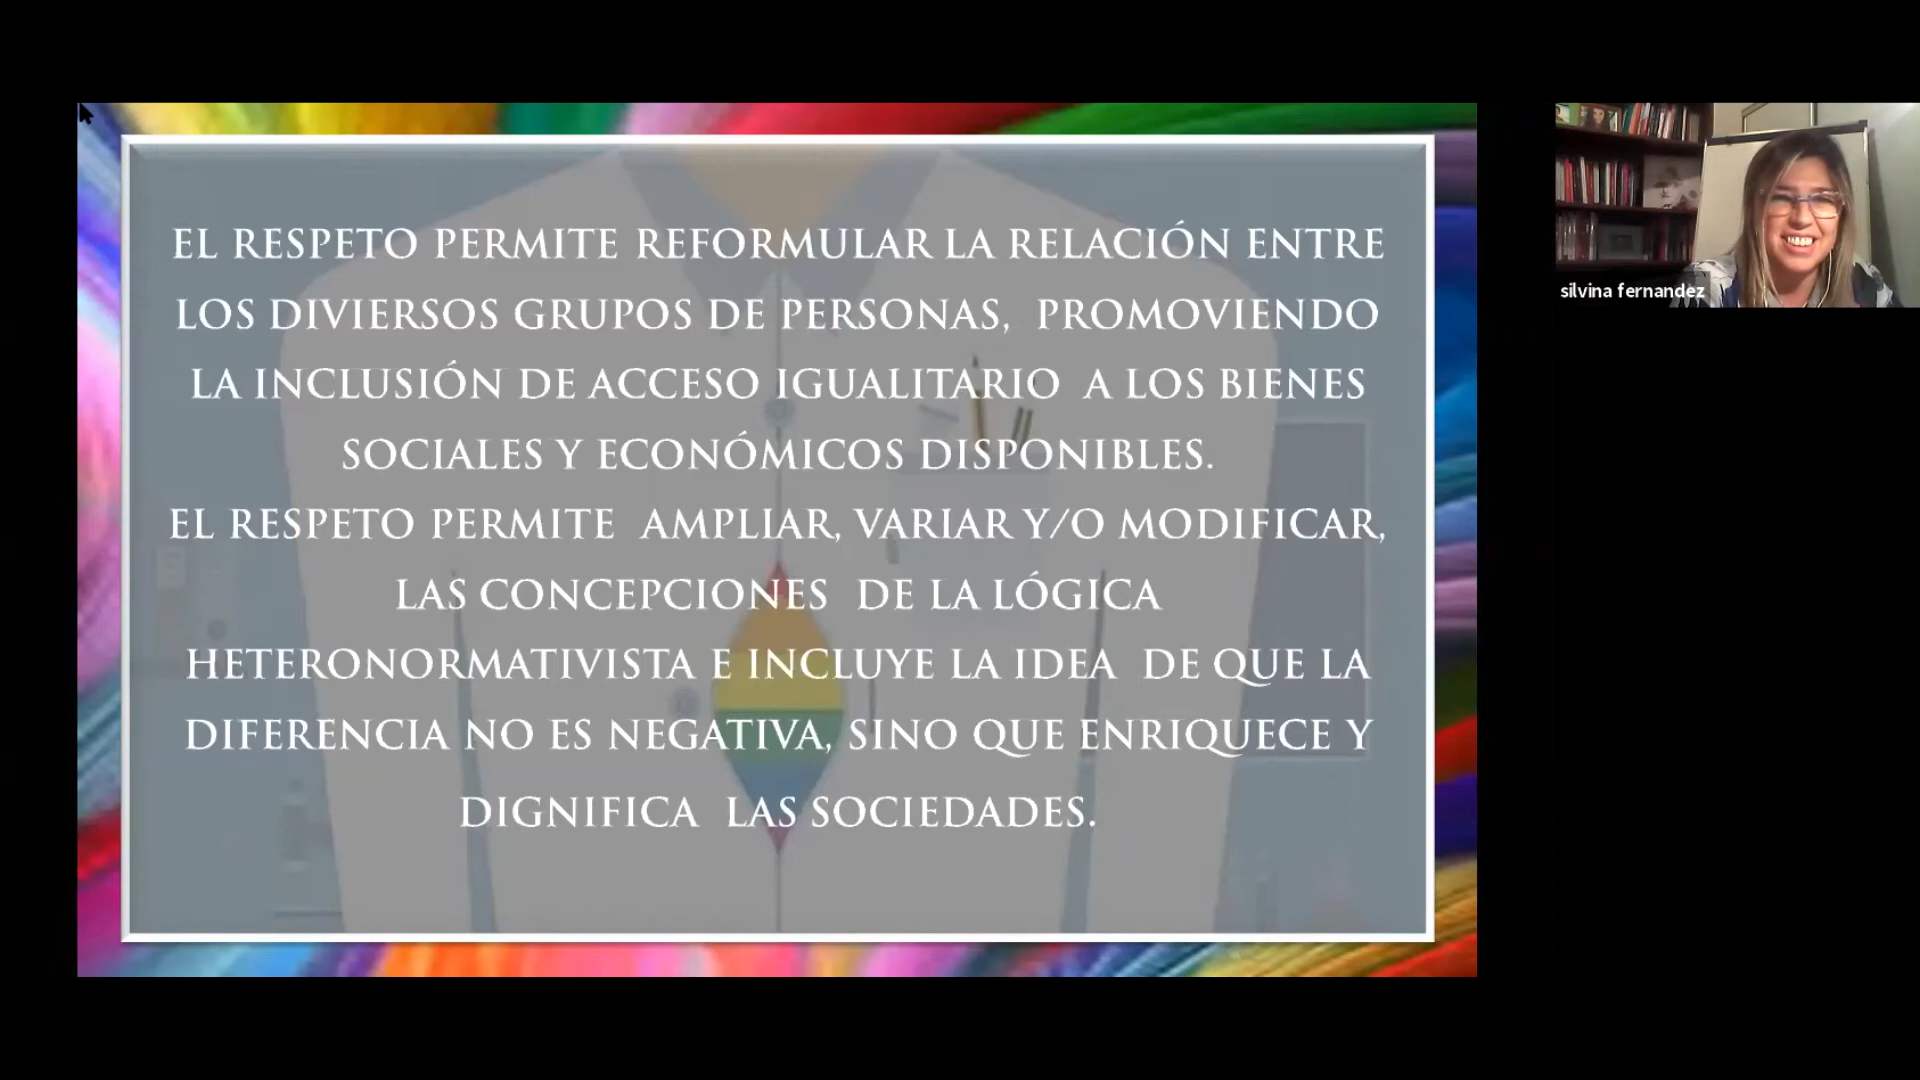 EL RESPETO PERMITE REFORMULAR LA RELACIÓN ENTRE
LOS DIVIERSOS GRUPOS DE PERSONAS, PROMOVIENDO
LA INCLUSIÓN DE ACCESO IGUALITARIO A LOS BIENES
SOCIALES Y ECONÓMICOS DISPONIBLES.
EL RESPETO PERMITE AMPLIAR, VARIAR Y/O MODIFICAR,
LAS CONCEPCIONES DE LA LÓGICA
HETERONORMATIVISTA E INCLUYE LA IDEA DE QUE LA
DIFERENCIA NO ES NEGATIVA, SINO QUE ENRIQUECE Y
DIGNIFICA LAS SOCIEDADES.
silvina fernandez